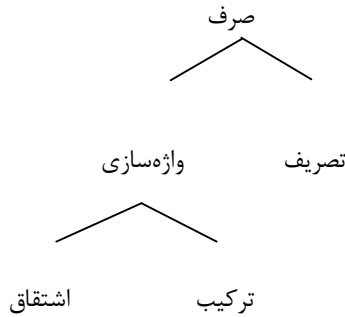 صرف
تصریف
واژه‌سازی
ترکیب
اشتقاق